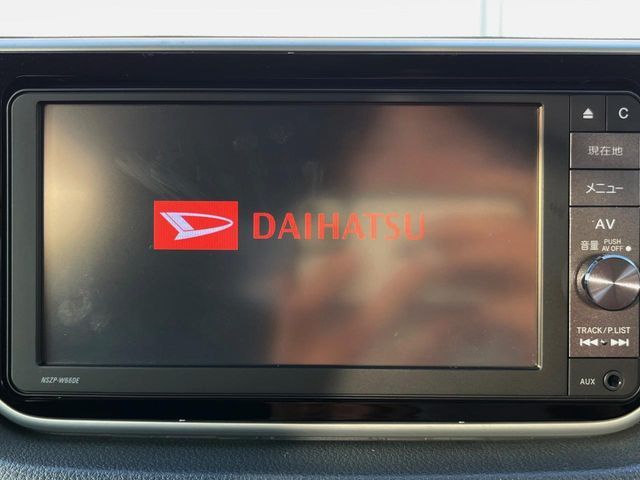 C
現在地
DAIHATSU
メニュー
AV
音量 PUSH
AV OFF
TRACK/P.LIST
NSZP-W66DE
AUX